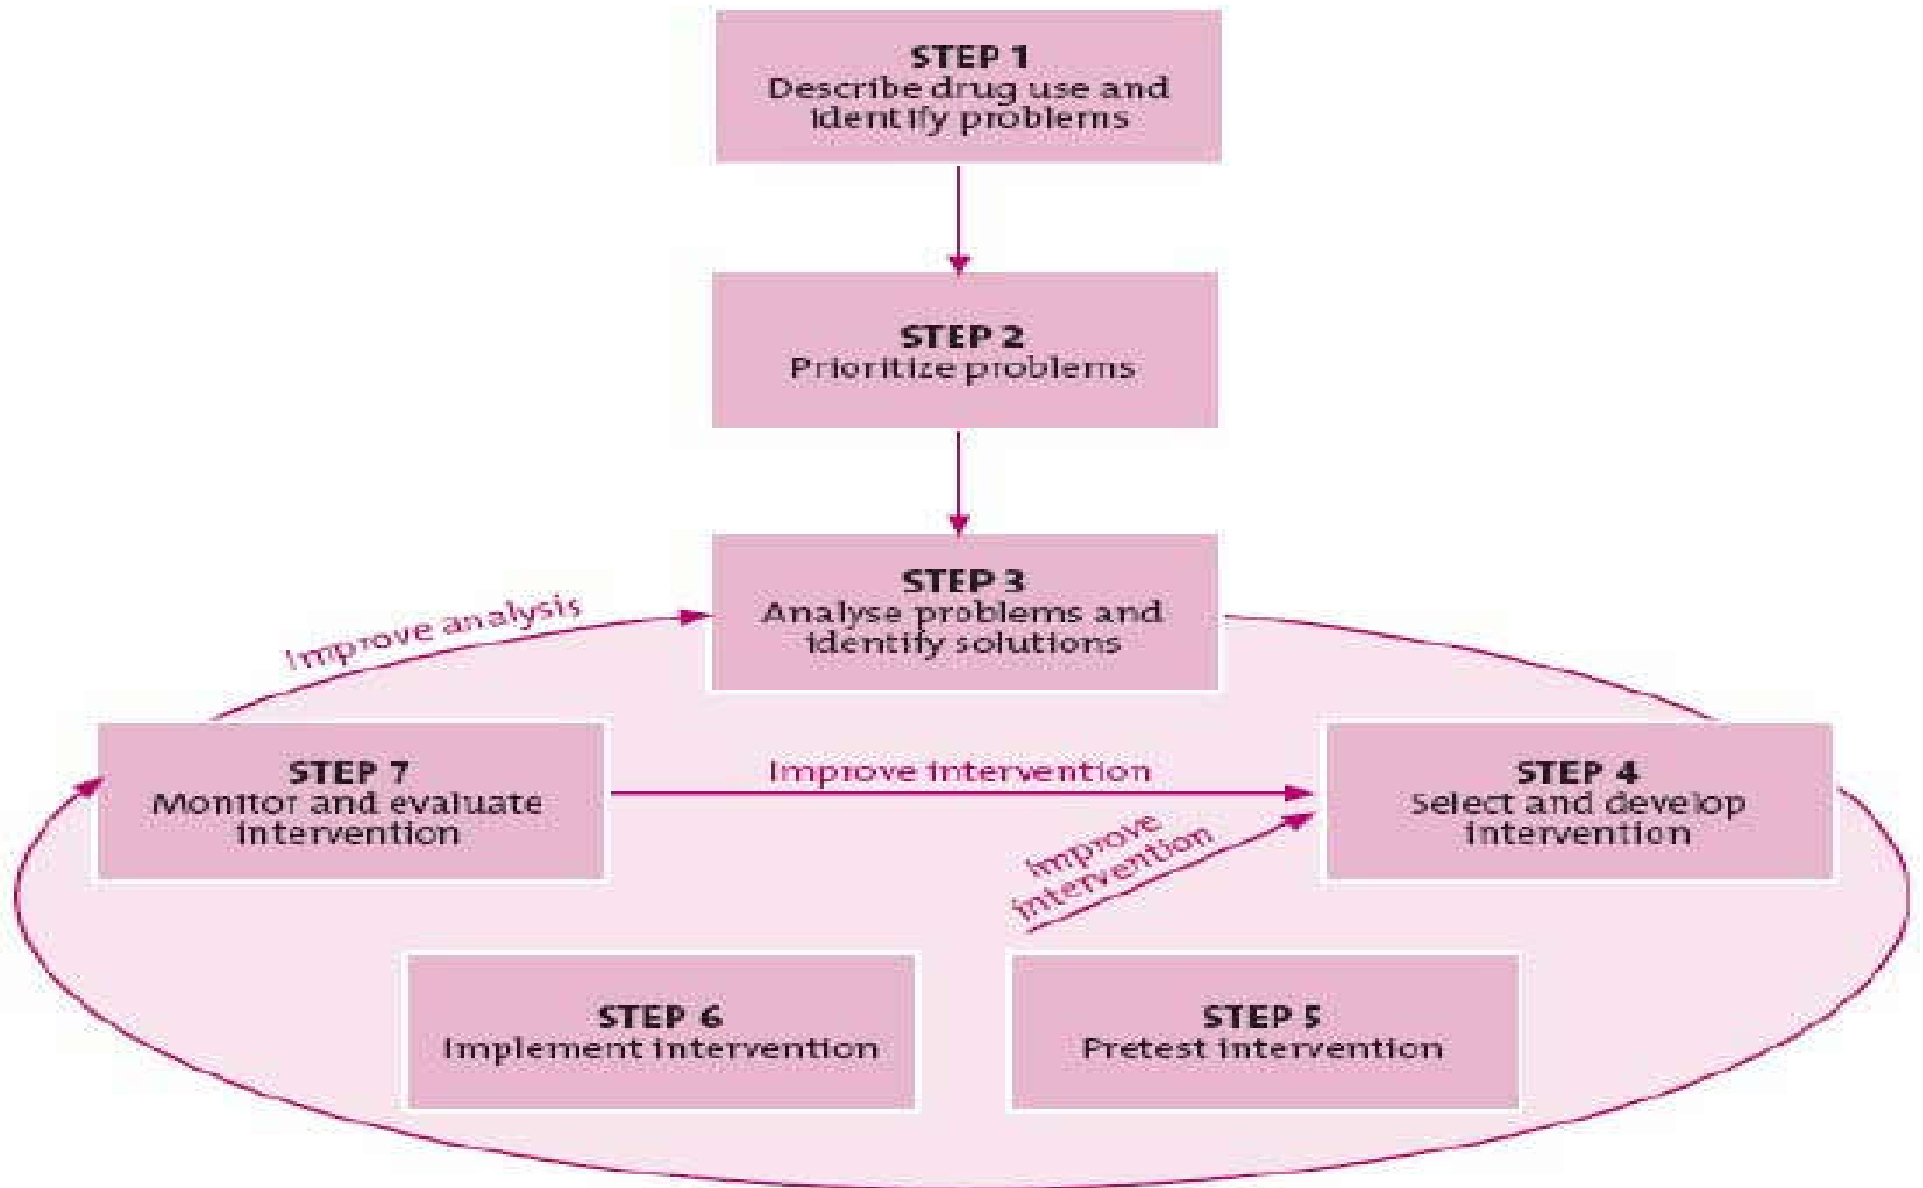 STEP 1
Describe drug use and
identify problems
STEP 2
Prioritize problems
STEP 3
Analyse problems and
identify solutions
Improve analysis
STEP 7
Monitor and evaluate
intervention
Improve intervention
STEP 4
Select and develop
intervention
Improve
intervention
STEP 6
Implement intervention
STEP 5
Pretest intervention